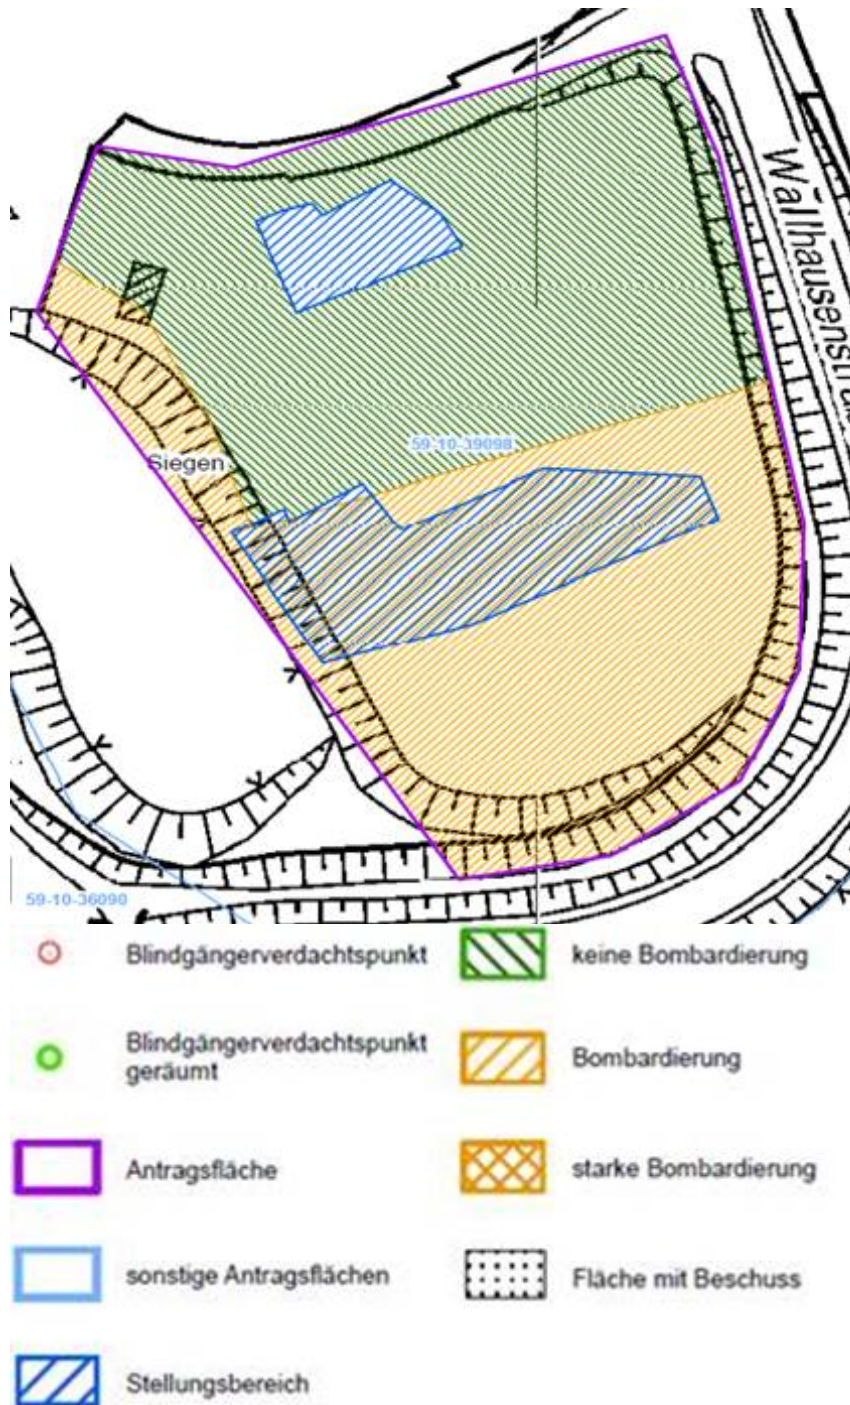 Wallhausenstraß
59-10-39098
Siegen
59-10-36090
Blindgängerverdachtspunkt
keine Bombardierung
Blindgängerverdachtspunkt
geräumt
Bombardierung
Antragsfläche
starke Bombardierung
sonstige Antragsflächen
Fläche mit Beschuss
Stellungsbereich